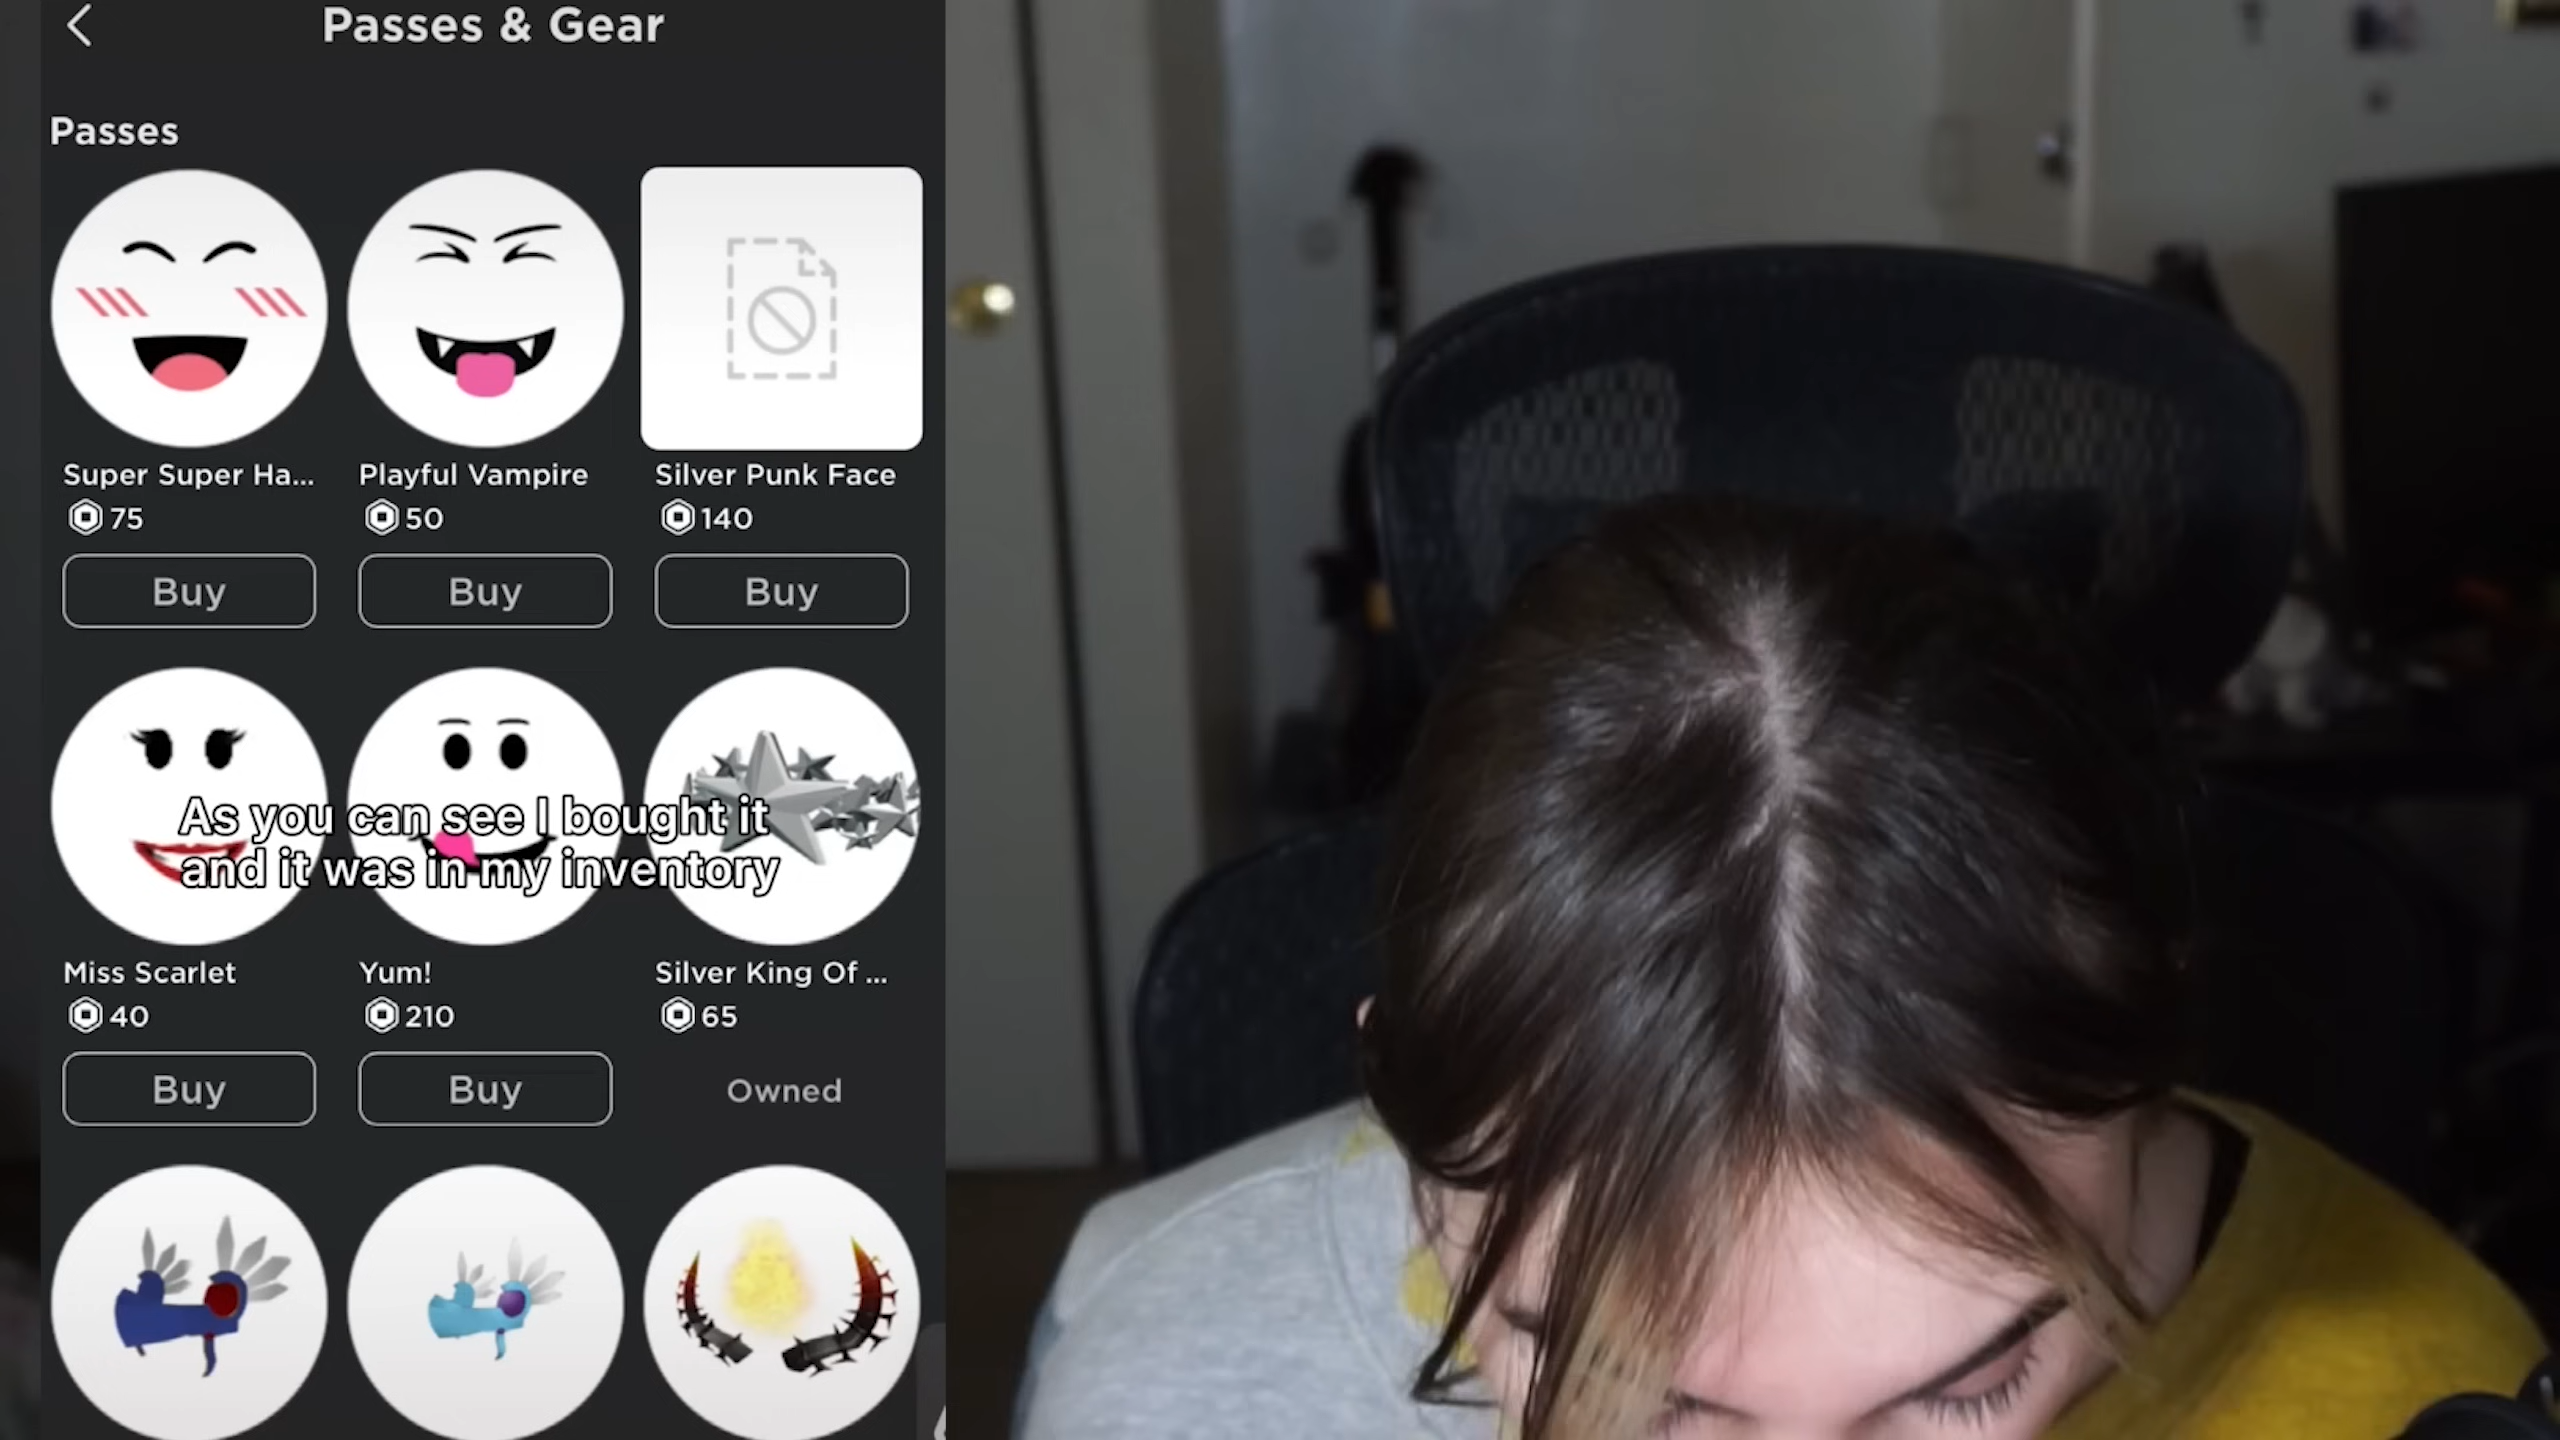 Passes & Gear
Passes
Super Super Ha...
Playful Vampire
Silver Punk Face
75
50
140
Buy
Buy
Buy
As you can see I bought it
and it was in my inventory
Miss Scarlet
Yum!
Silver King Of ...
40
210
65
Buy
Buy
Owned